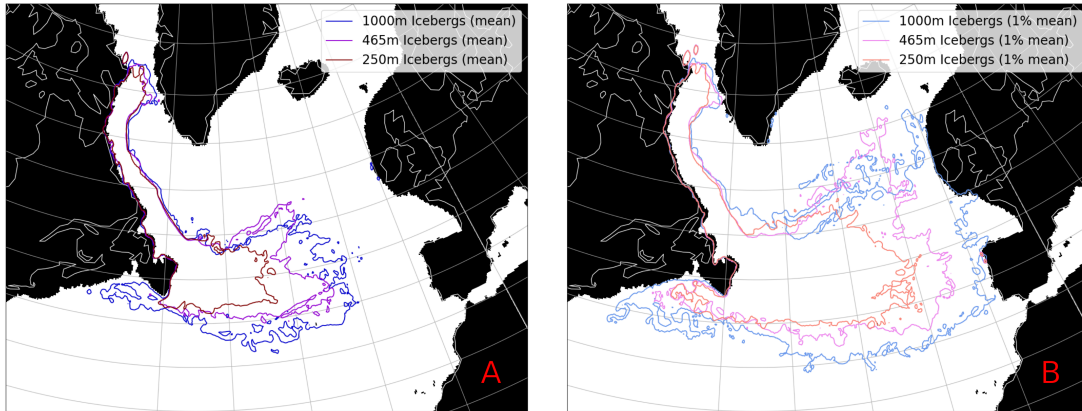 1000m Icebergs (mean)
465m Icebergs (mean)
250m Icebergs (mean)
A
1000m Icebergs (1% mean)
465m Icebergs (1% mean)
250m Icebergs (1% mean)
B